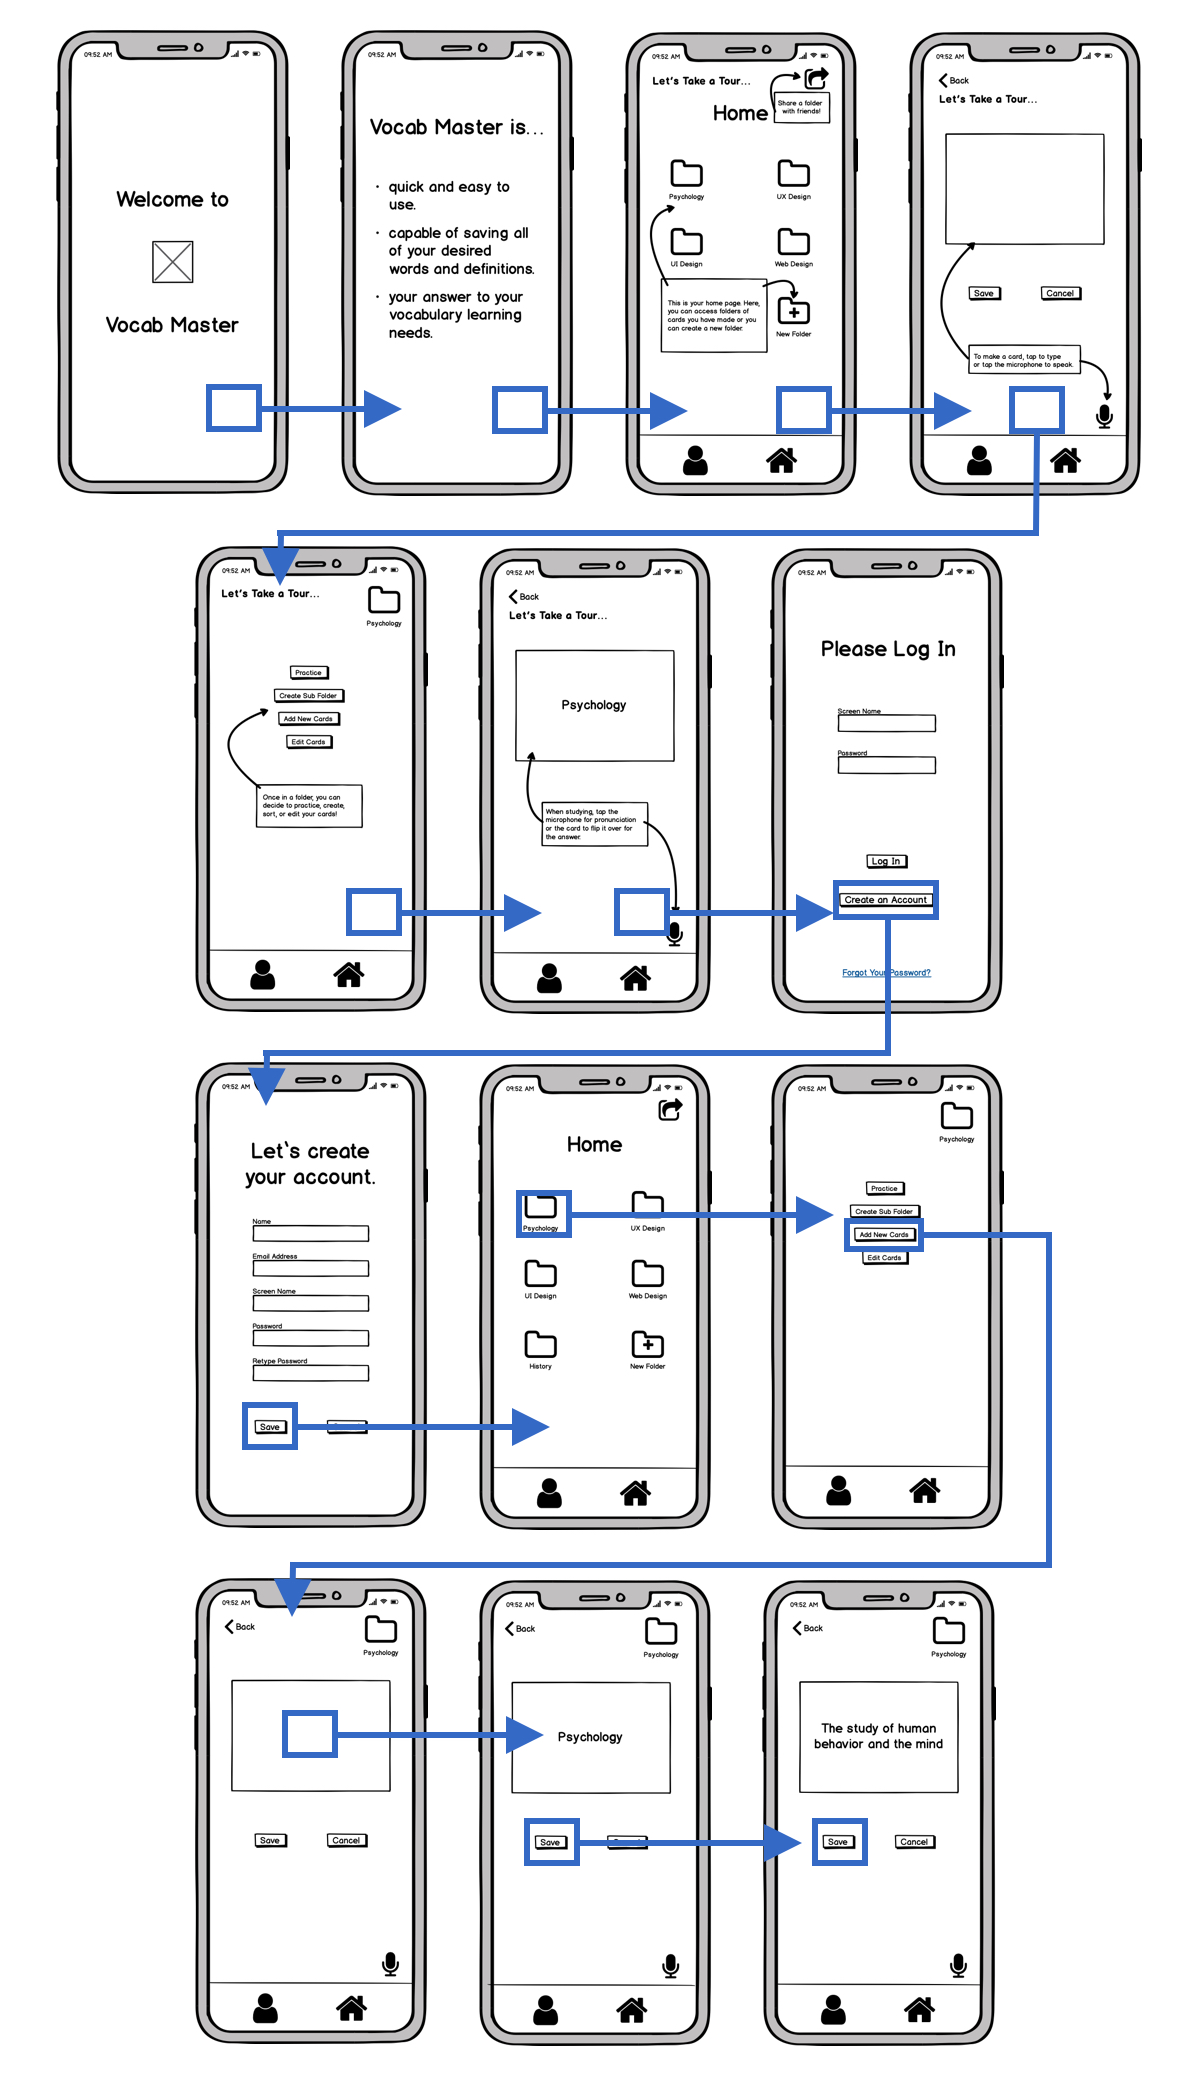 09:52 AM
Welcome to
Vocab Master
09:52 AM
Vocab Master is...
• quick and easy to
use.
• capable of saving all
of your desired
words and definitions.
• your answer to your
vocabulary learning
needs.
09:52 AM
Let's Take a Tour...
Share a folder
with friends!
Home
Psychology
UX Design
UI Design
Web Design
This is your home page. Here,
you can access folders of
cards you have made or you
can create a new folder.
New Folder
09:52 AM
Back
Let's Take a Tour...
Save
Cancel
To make a card, tap to type
or tap the microphone to speak.
09:52 AM
Let's Take a Tour...
Psychology
Practice
Create Sub Folder
Add New Cards
Edit Cards
Once in a folder, you can
decide to practice, create,
sort, or edit your cards!
09:52 AM
Back
Let's Take a Tour...
Psychology
When studying, tap the
microphone for pronunciation
or the card to flip it over for
the answer.
09:52 AM
Please Log In
Screen Name
Password
Log In
Create an Account
Forgot Your Password?
09:52 AM
Let's create
your account.
Name
Email Address
Screen Name
Password
Retype Password
Save
09:52 AM
Home
Psychology
UX Design
UI Design
Web Design
History
New Folder
09:52 AM
Psychology
Practice
Create Sub Folder
Add New Cards
Edit Cards
09:52 AM
Back
Psychology
Save
Cancel
09:52 AM
Back
Psychology
Psychology
Save
09:52 AM
Back
Psychology
The study of human
behavior and the mind
Save
Cancel